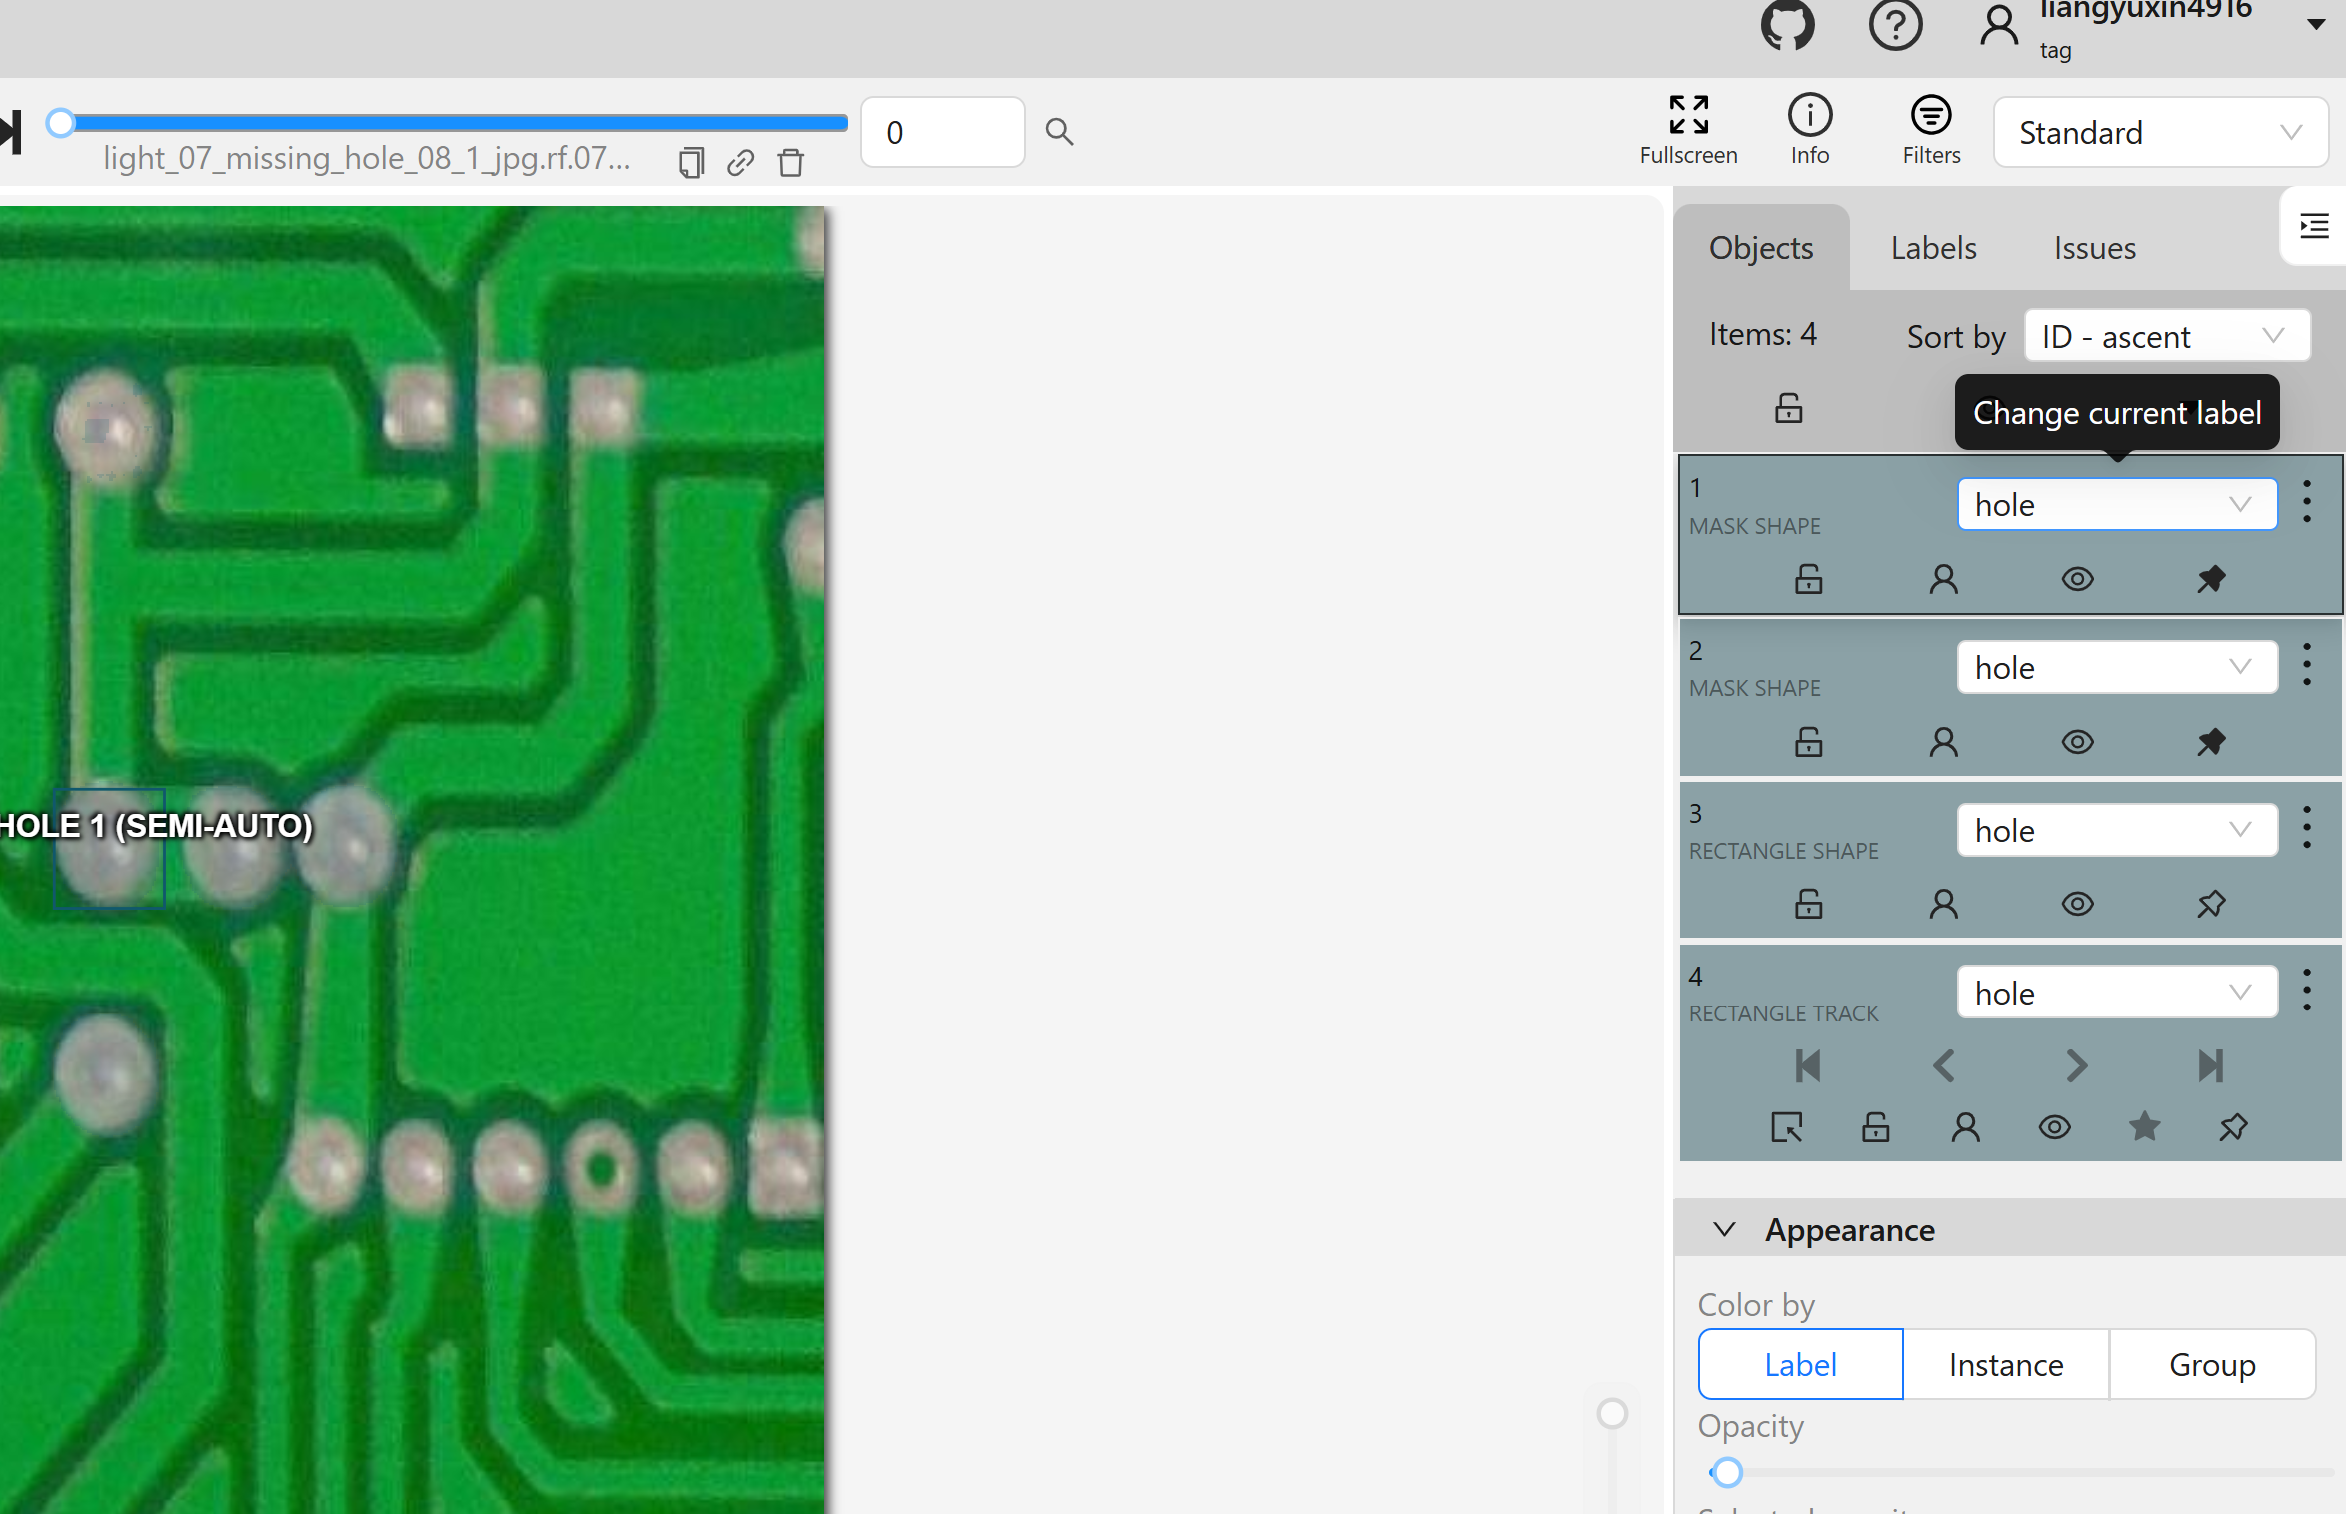 liangyuxin4916
tag
light_07_missing_hole_08_1_jpg.rf.07...
0
Fullscreen
Info
Filters
Standard
Objects
Labels
Issues
Items: 4
Sort by
ID - ascent
Change current label
1
MASK SHAPE
hole
2
MASK SHAPE
hole
3
RECTANGLE SHAPE
hole
4
RECTANGLE TRACK
hole
HOLE 1 (SEMI-AUTO)
Appearance
Color by
Label
Instance
Group
Opacity